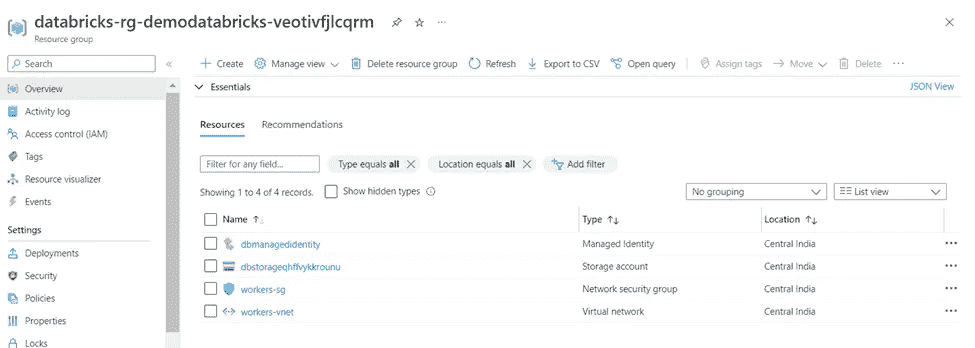 databricks-rg-demodatabricks-veotivfjlcqrm
Resource group
Search
Create Manage view Delete resource group Refresh Export to CSV Open query Assign tags Move Delete
Overview
Essentials JSON View
Activity log
Access control (IAM)
Tags
Resource visualizer
Events
Settings
Deployments
Security
Policies
Properties
Locks
Resources Recommendations
Filter for any field... Type equals all Location equals all Add filter
Showing 1 to 4 of 4 records. Show hidden types No grouping List view
Name Type Location
dbmanagedidentity Managed Identity Central India
dbstorageqhffvykkrounu Storage account Central India
workers-sg Network security group Central India
workers-vnet Virtual network Central India